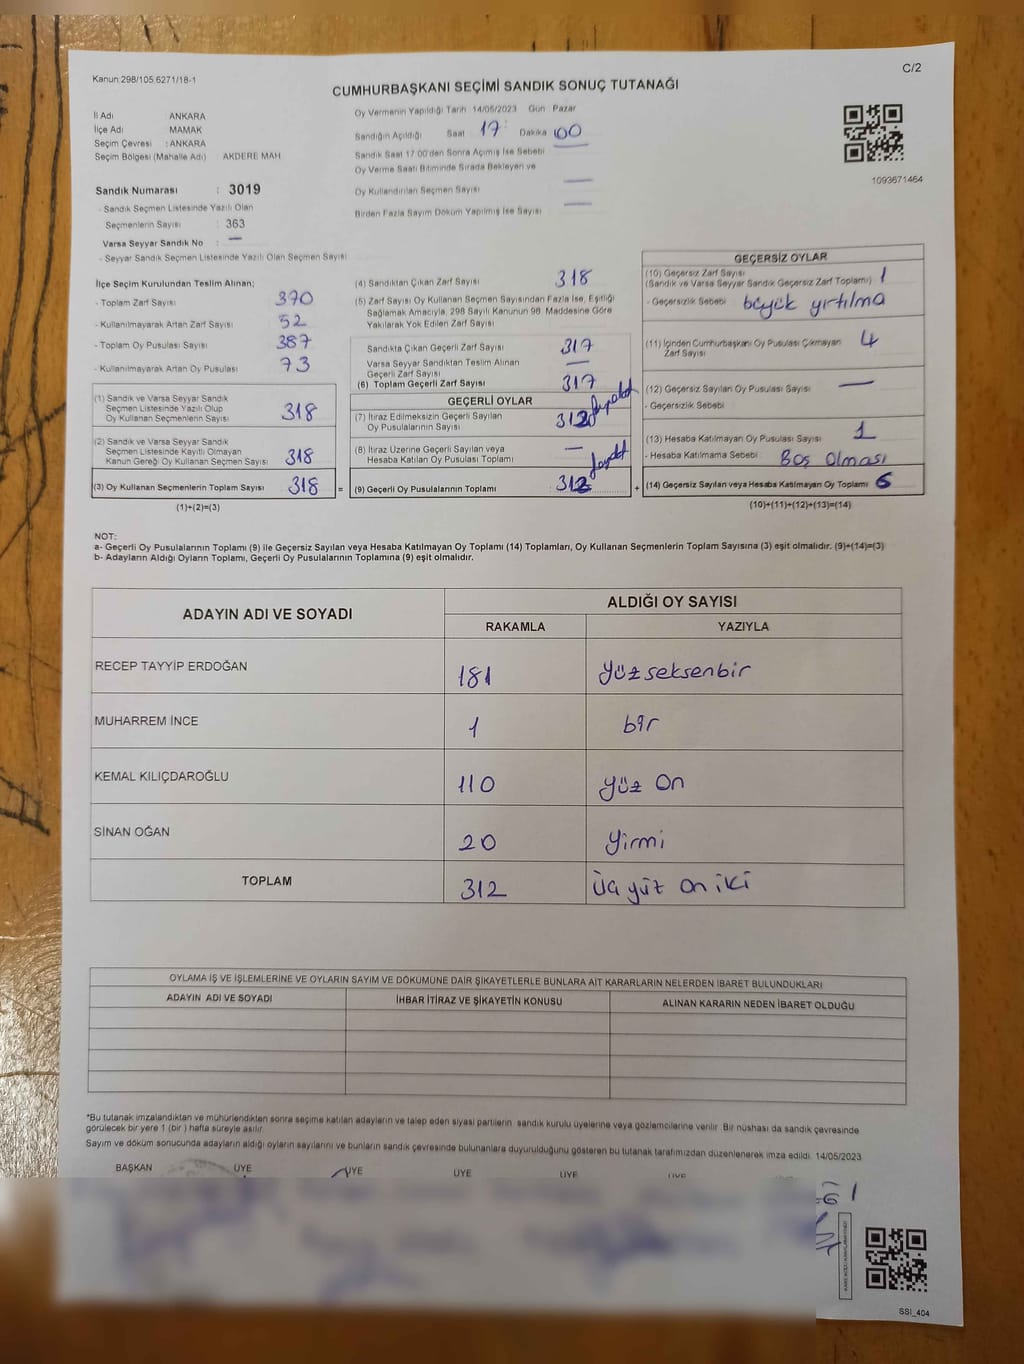 Kanun 298/105 6271/18-1
C/2
CUMHURBAŞKANI SEÇİMİ SANDIK SONUÇ TUTANAĞI
İl Adı ANKARA
İlçe Adı MAMAK
Seçim Çevresi : ANKARA
Seçim Bölgesi (Mahalle Adı) AKDERE MAH
Sandık Numarası : 3019
- Sandık Seçmen Listesinde Yazılı Olan
Seçmenlerin Sayısı : 363
Varsa Seyyar Sandık No : —
- Seyyar Sandık Seçmen Listesinde Yazılı Olan Seçmen Sayısı
Oy Vermenin Yapıldığı Tarih 14/05/2023 Gün Pazar
Sandığın Açıldığı Saat 17: Dakika 00
Sandık Saat 17:00'den Sonra Açılmış İse Sebebi
Oy Verme Saati Bitiminde Sırada Bekleyen ve
Oy Kullandırılan Seçmen Sayısı —
Birden Fazla Sayım Döküm Yapılmış İse Sayısı —
1093671464
İlçe Seçim Kurulundan Teslim Alınan;
- Toplam Zarf Sayısı 370
- Kullanılmayarak Artan Zarf Sayısı 52
- Toplam Oy Pusulası Sayısı 387
- Kullanılmayarak Artan Oy Pusulası 73
(1) Sandık ve Varsa Seyyar Sandık
Seçmen Listesinde Yazılı Olup
Oy Kullanan Seçmenlerin Sayısı 318
(2) Sandık ve Varsa Seyyar Sandık
Seçmen Listesinde Kayıtlı Olmayan
Kanun Gereği Oy Kullanan Seçmen Sayısı 318
(3) Oy Kullanan Seçmenlerin Toplam Sayısı 318 =
(1)+(2)=(3)
(4) Sandıktan Çıkan Zarf Sayısı 318
(5) Zarf Sayısı Oy Kullanan Seçmen Sayısından Fazla İse, Eşitliği
Sağlamak Amacıyla, 298 Sayılı Kanunun 98. Maddesine Göre
Yakılarak Yok Edilen Zarf Sayısı
Sandıkta Çıkan Geçerli Zarf Sayısı 317
Varsa Seyyar Sandıktan Teslim Alınan
Geçerli Zarf Sayısı —
(6) Toplam Geçerli Zarf Sayısı 317
GEÇERLİ OYLAR
(7) İtiraz Edilmeksizin Geçerli Sayılan
Oy Pusulalarının Sayısı 312
(8) İtiraz Üzerine Geçerli Sayılan veya
Hesaba Katılan Oy Pusulası Toplamı —
(9) Geçerli Oy Pusulalarının Toplamı 312 +
GEÇERSİZ OYLAR
(10) Geçersiz Zarf Sayısı 1
(Sandık ve Varsa Seyyar Sandık Geçersiz Zarf Toplamı)
- Geçersizlik Sebebi büyük yırtılma
(11) İçinden Cumhurbaşkanı Oy Pusulası Çıkmayan 4
Zarf Sayısı
(12) Geçersiz Sayılan Oy Pusulası Sayısı —
- Geçersizlik Sebebi
(13) Hesaba Katılmayan Oy Pusulası Sayısı 1
- Hesaba Katılmama Sebebi Boş Olması
(14) Geçersiz Sayılan veya Hesaba Katılmayan Oy Toplamı 6
(10)+(11)+(12)+(13)=(14)
NOT:
a- Geçerli Oy Pusulalarının Toplamı (9) ile Geçersiz Sayılan veya Hesaba Katılmayan Oy Toplamı (14) Toplamları, Oy Kullanan Seçmenlerin Toplam Sayısına (3) eşit olmalıdır. (9)+(14)=(3)
b- Adayların Aldığı Oyların Toplamı, Geçerli Oy Pusulalarının Toplamına (9) eşit olmalıdır.
ADAYIN ADI VE SOYADI
ALDIĞI OY SAYISI
RAKAMLA YAZIYLA
RECEP TAYYİP ERDOĞAN 181 Yüzseksenbir
MUHARREM İNCE 1 bir
KEMAL KILIÇDAROĞLU 110 Yüz On
SİNAN OĞAN 20 Yirmi
TOPLAM 312 Üç yüz On iki
OYLAMA İŞ VE İŞLEMLERİNE VE OYLARIN SAYIM VE DÖKÜMÜNE DAİR ŞİKAYETLERLE BUNLARA AİT KARARLARIN NELERDEN İBARET BULUNDUKLARI
ADAYIN ADI VE SOYADI İHBAR İTİRAZ VE ŞİKAYETİN KONUSU ALINAN KARARIN NEDEN İBARET OLDUĞU
*Bu tutanak imzalandıktan ve mühürlendikten sonra seçime katılan adayların ve talep eden siyasi partilerin sandık kurulu üyelerine veya gözlemcilerine verilir. Bir nüshası da sandık çevresinde
görülecek bir yere 1 (bir) hafta süreyle asılır.
Sayım ve döküm sonucunda adayların aldığı oyların sayılarını ve bunların sandık çevresinde bulunanlara duyurulduğunu gösteren bu tutanak tarafımızdan düzenlenerek imza edildi. 14/05/2023
BAŞKAN ÜYE ÜYE ÜYE ÜYE ÜYE
SSI_404